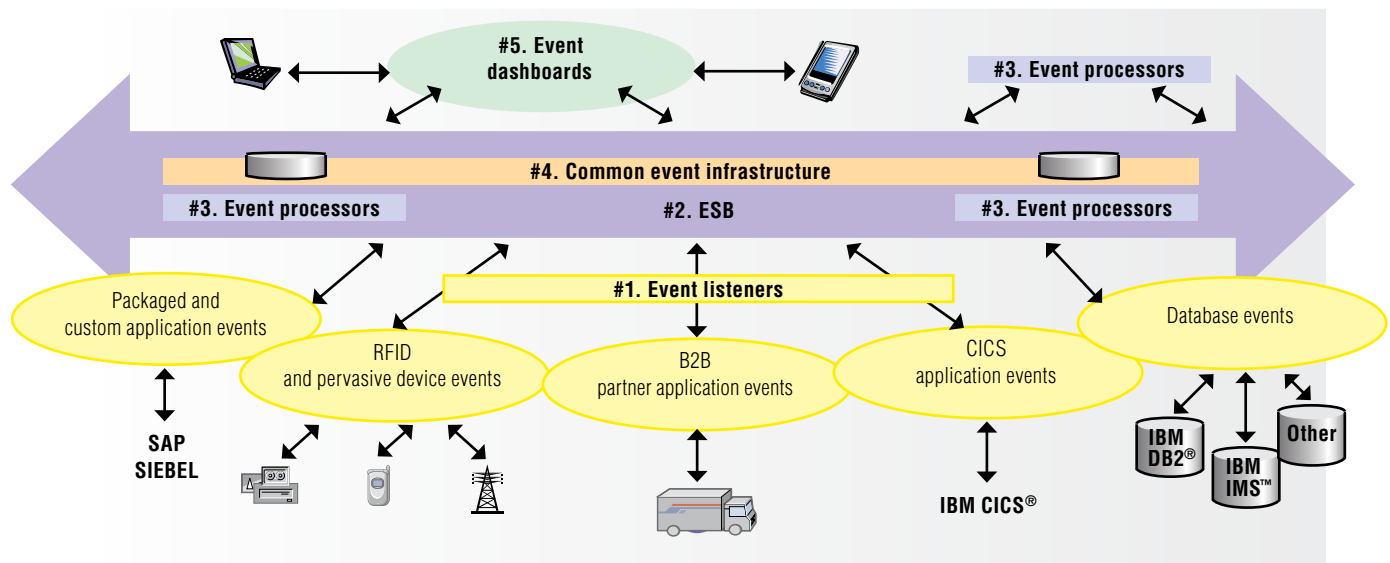 #5. Event
dashboards
#3. Event processors
#4. Common event infrastructure
#3. Event processors
#2. ESB
#3. Event processors
#1. Event listeners
Packaged and
custom application events
RFID
and pervasive device events
B2B
partner application events
CICS
application events
Database events
SAP
SIEBEL
IBM CICS®
IBM
DB2®
IBM
IMS™
Other